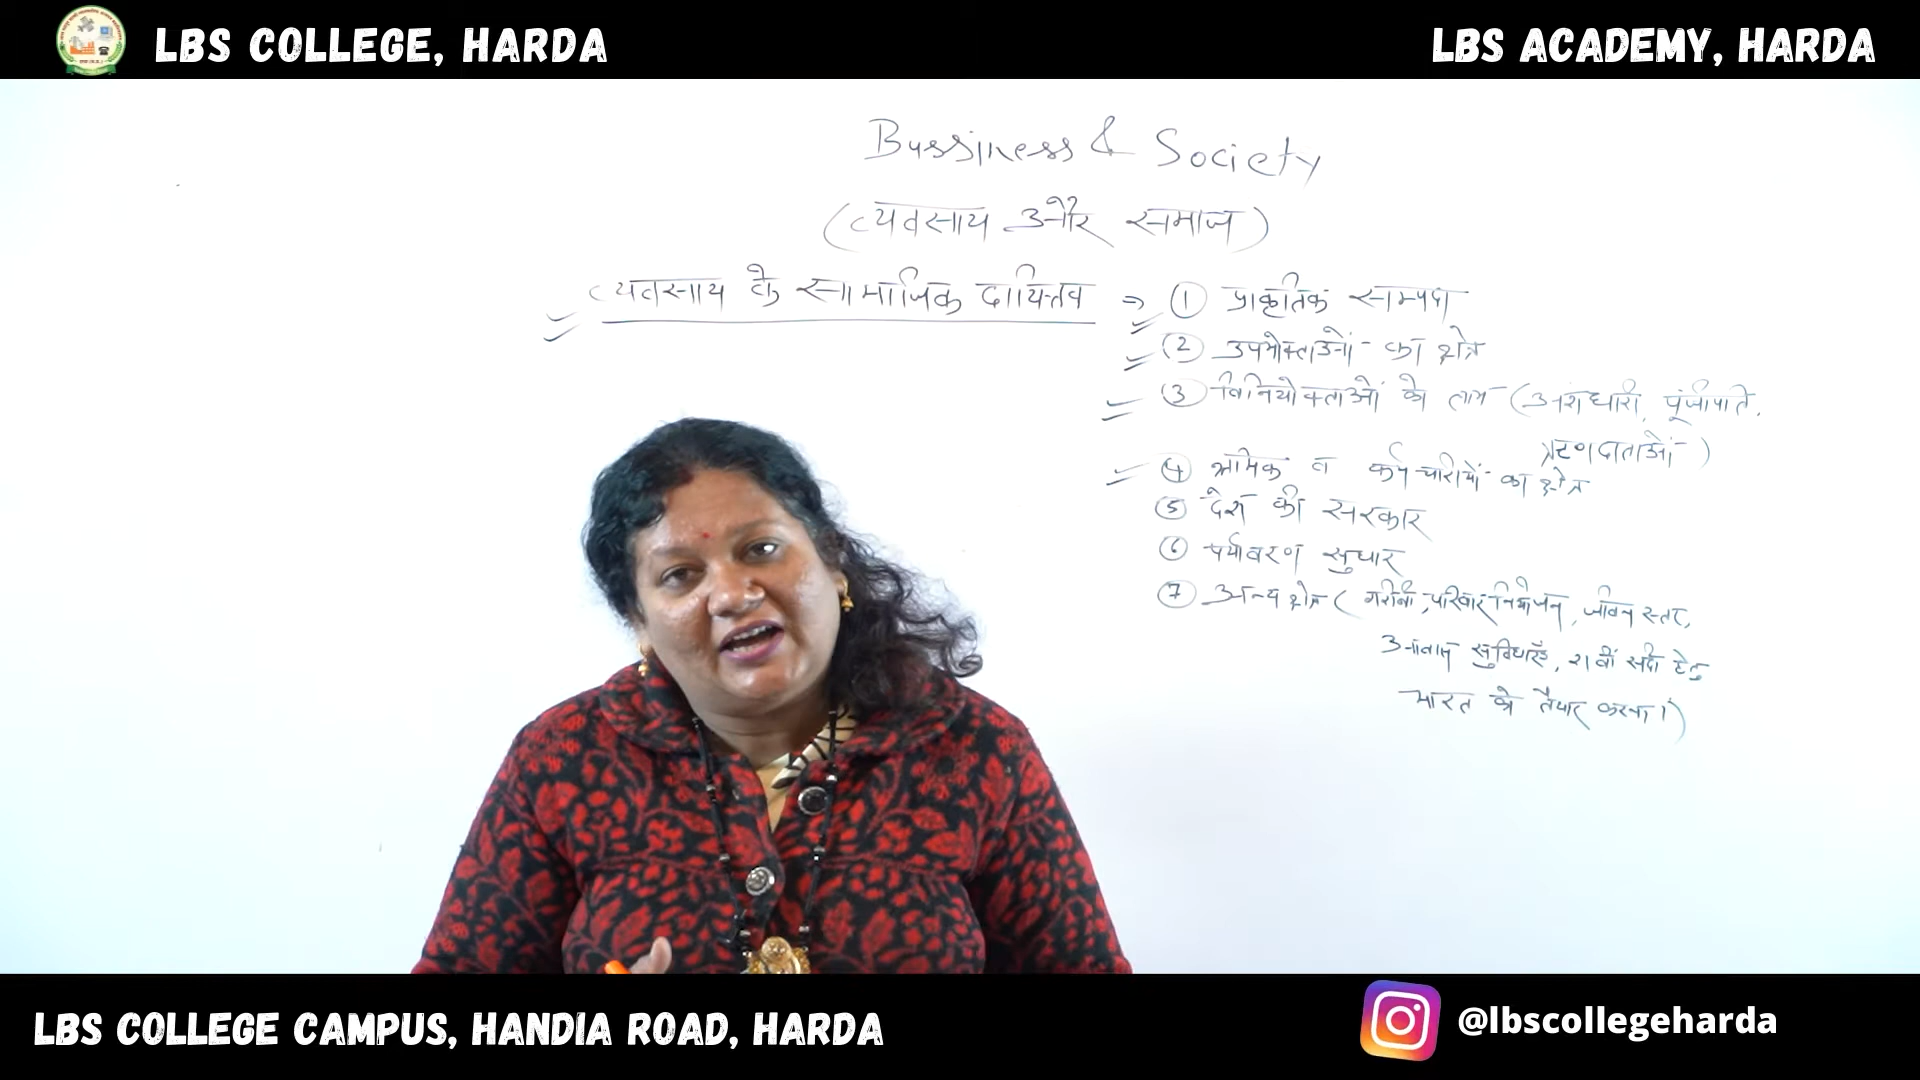 LBS COLLEGE, HARDA
LBS ACADEMY, HARDA
Bussiness & Society
(व्यवसाय और समाज)
व्यवसाय के सामाजिक दायित्व ⇒ ① प्राकृतिक सम्पदा
② उपभोक्ताओं का क्षेत्र
③ विनियोक्ताओं को लाभ (अंशधारी, पूंजीपति,
ऋणदाताओं)
④ श्रमिक व कर्मचारियों का क्षेत्र
⑤ देश की सरकार
⑥ पर्यावरण सुधार
⑦ अन्य क्षेत्र (गरीबी, परिवार नियोजन, जीवन स्तर,
आवास सुविधाएँ, 21वीं सदी हेतु
भारत को तैयार करना।)
LBS COLLEGE CAMPUS, HANDIA ROAD, HARDA
@lbscollegeharda